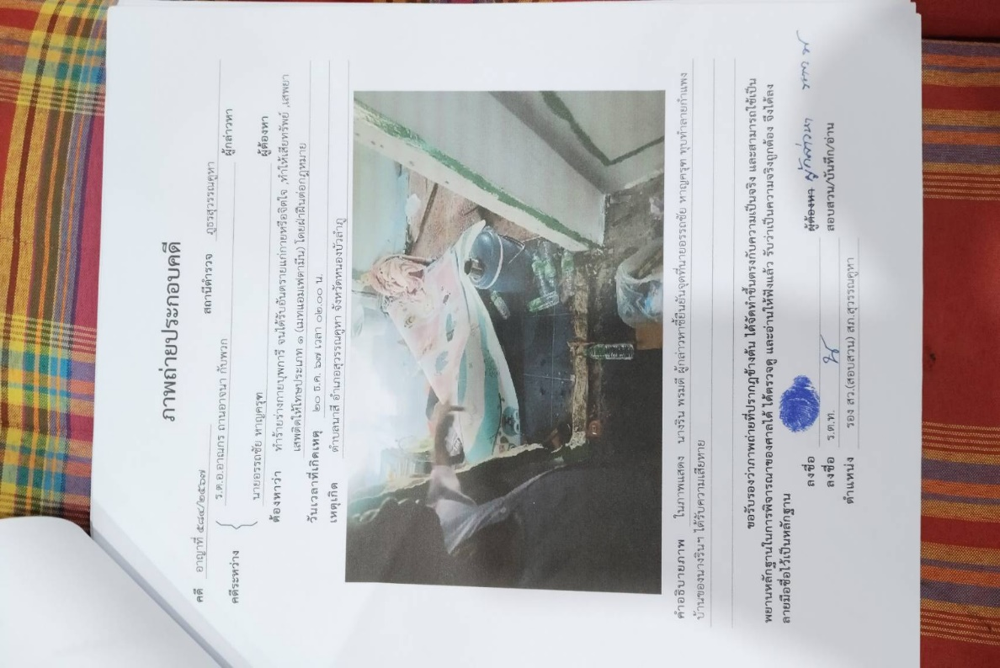 ภาพถ่ายประกอบคดี
คดี อาญาที่ ๕๘๔/๒๕๖๗ สถานีตำรวจ ภูธรสุวรรณคูหา
คดีระหว่าง { ร.ต.อ.อาณกร กับพวก ผู้กล่าวหา
นายอรรถชัย หาญศุรุฑ ผู้ต้องหา
ต้องหาว่า ทำร้ายร่างกายบุพการี จนได้รับอันตรายแก่กายหรือจิตใจ ,ทำให้เสียทรัพย์ ,เสพยา
เสพติดให้โทษประเภท ๑ (เมทแอมเฟตามีน) โดยฝ่าฝืนต่อกฎหมาย
วันเวลาที่เกิดเหตุ ๒๐ ธ.ค. ๖๗ เวลา ๐๒.๐๐ น.
เหตุเกิด ตำบลนาสี อำเภอสุวรรณคูหา จังหวัดหนองบัวลำภู
คำอธิบายภาพ ในภาพแสดง นางริน พรมดี ผู้กล่าวหาชี้ยืนยันจุดที่นายอรรถชัย ทุบทำลายกำแพง
บ้านของนางรินฯ ได้รับความเสียหาย
ขอรับรองว่าภาพถ่ายที่ปรากฏอยู่ข้างต้น ได้จัดทำขึ้นตรงกับความเป็นจริง และสามารถใช้เป็น
พยานหลักฐานในการพิจารณาของศาลได้ ได้ตรวจดู และอ่านให้ฟังแล้ว รับว่าเป็นความจริงถูกต้อง จึงได้ลง
ลายมือชื่อไว้เป็นหลักฐาน
ลงชื่อ ผู้ต้องหา ผู้กล่าวหา
ลงชื่อ ร.ต.ท. สอบสวน/บันทึก/อ่าน
ตำแหน่ง รอง สว.(สอบสวน) สภ.สุวรรณคูหา